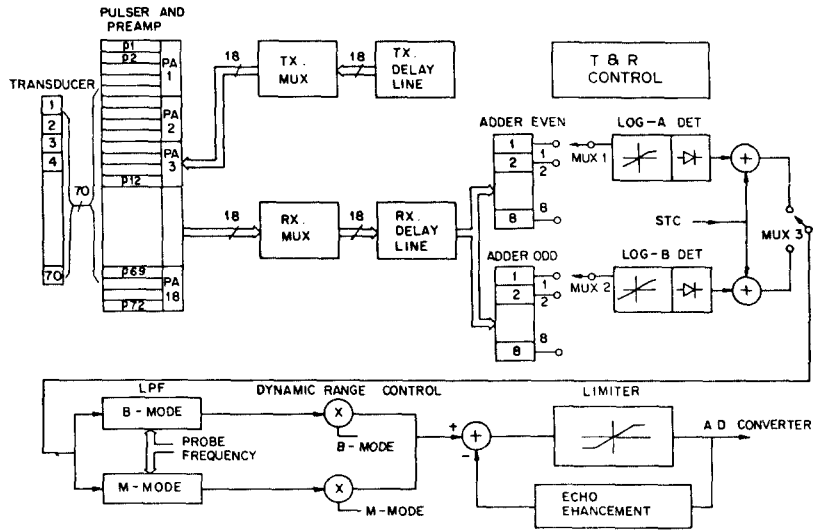 PULSER AND
PREAMP
TRANSDUCER
1
2
3
4
70
70
P1
P2
P12
P69
P72
PA
1
PA
2
PA
3
PA
18
18
TX.
MUX
18
TX.
DELAY
LINE
T & R
CONTROL
18
RX.
MUX
18
RX.
DELAY
LINE
ADDER EVEN
1
2
8
1
2
8
MUX 1
LOG-A DET
+
STC
MUX 3
ADDER ODD
1
2
8
1
2
8
MUX 2
LOG-B DET
+
LPF
B-MODE
PROBE
FREQUENCY
M-MODE
DYNAMIC RANGE CONTROL
X
B-MODE
X
M-MODE
+
-
+
LIMITER
A D CONVERTER
ECHO
EHANCEMENT